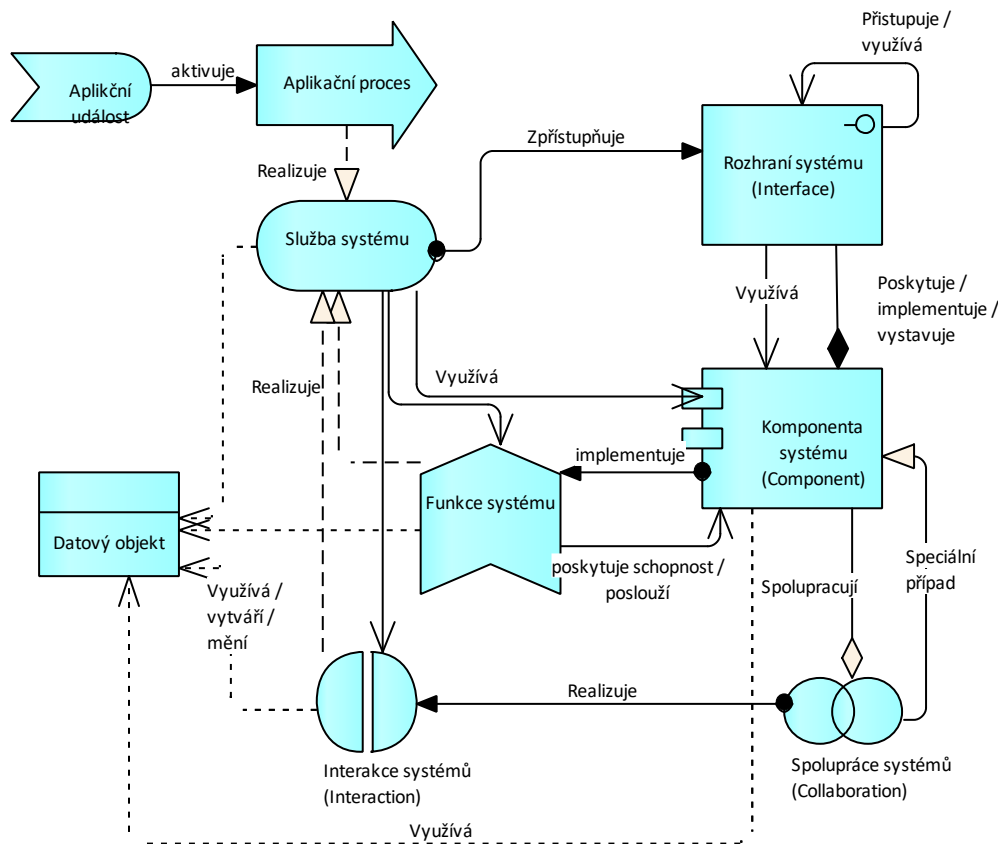 Přistupuje /
využívá
aktivuje
Aplikční
událost
Aplikační proces
Zpřístupňuje
Realizuje
Rozhraní systému
(Interface)
Služba systému
Využívá
Poskytuje /
implementuje /
vystavuje
Realizuje
Využívá
Komponenta
systému
(Component)
implementuje
Funkce systému
Datový objekt
poskytuje schopnost /
poslouží
Spolupracují
Speciální
případ
Využívá /
vytváří /
mění
Realizuje
Interakce systémů
(Interaction)
Spolupráce systémů
(Collaboration)
Využívá